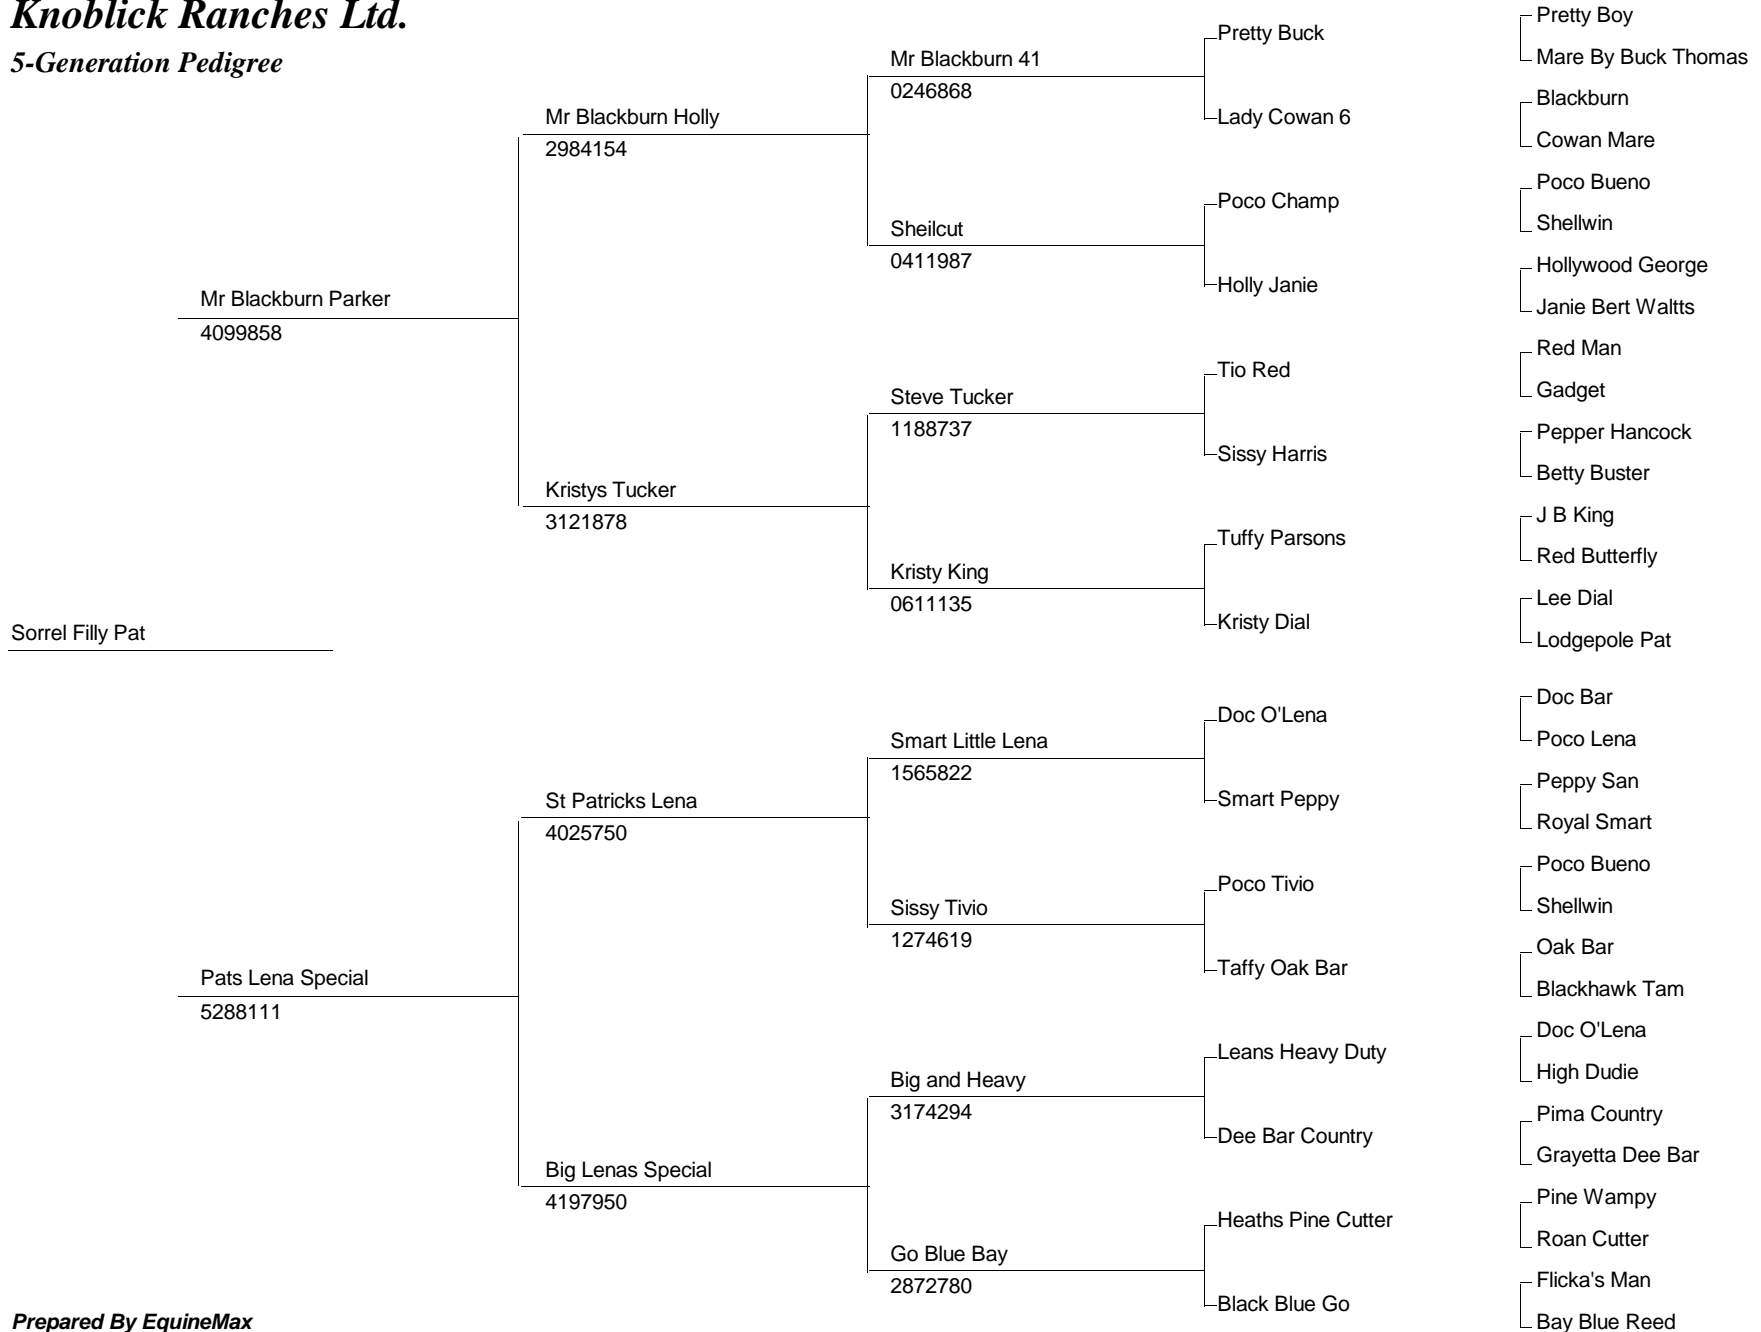 Knoblick Ranches Ltd.
5-Generation Pedigree
Sorrel Filly Pat
Mr Blackburn Parker
4099858
Pats Lena Special
5288111
Mr Blackburn Holly
2984154
Kristys Tucker
3121878
St Patricks Lena
4025750
Big Lenas Special
4197950
Mr Blackburn 41
0246868
Sheilcut
0411987
Steve Tucker
1188737
Kristy King
0611135
Smart Little Lena
1565822
Sissy Tivio
1274619
Big and Heavy
3174294
Go Blue Bay
2872780
Pretty Buck
Lady Cowan 6
Poco Champ
Holly Janie
Tio Red
Sissy Harris
Tuffy Parsons
Kristy Dial
Doc O'Lena
Smart Peppy
Poco Tivio
Taffy Oak Bar
Leans Heavy Duty
Dee Bar Country
Heaths Pine Cutter
Black Blue Go
Pretty Boy
Mare By Buck Thomas
Blackburn
Cowan Mare
Poco Bueno
Shellwin
Hollywood George
Janie Bert Waltts
Red Man
Gadget
Pepper Hancock
Betty Buster
J B King
Red Butterfly
Lee Dial
Lodgepole Pat
Doc Bar
Poco Lena
Peppy San
Royal Smart
Poco Bueno
Shellwin
Oak Bar
Blackhawk Tam
Doc O'Lena
High Dudie
Pima Country
Grayetta Dee Bar
Pine Wampy
Roan Cutter
Flicka's Man
Bay Blue Reed
Prepared By EquineMax